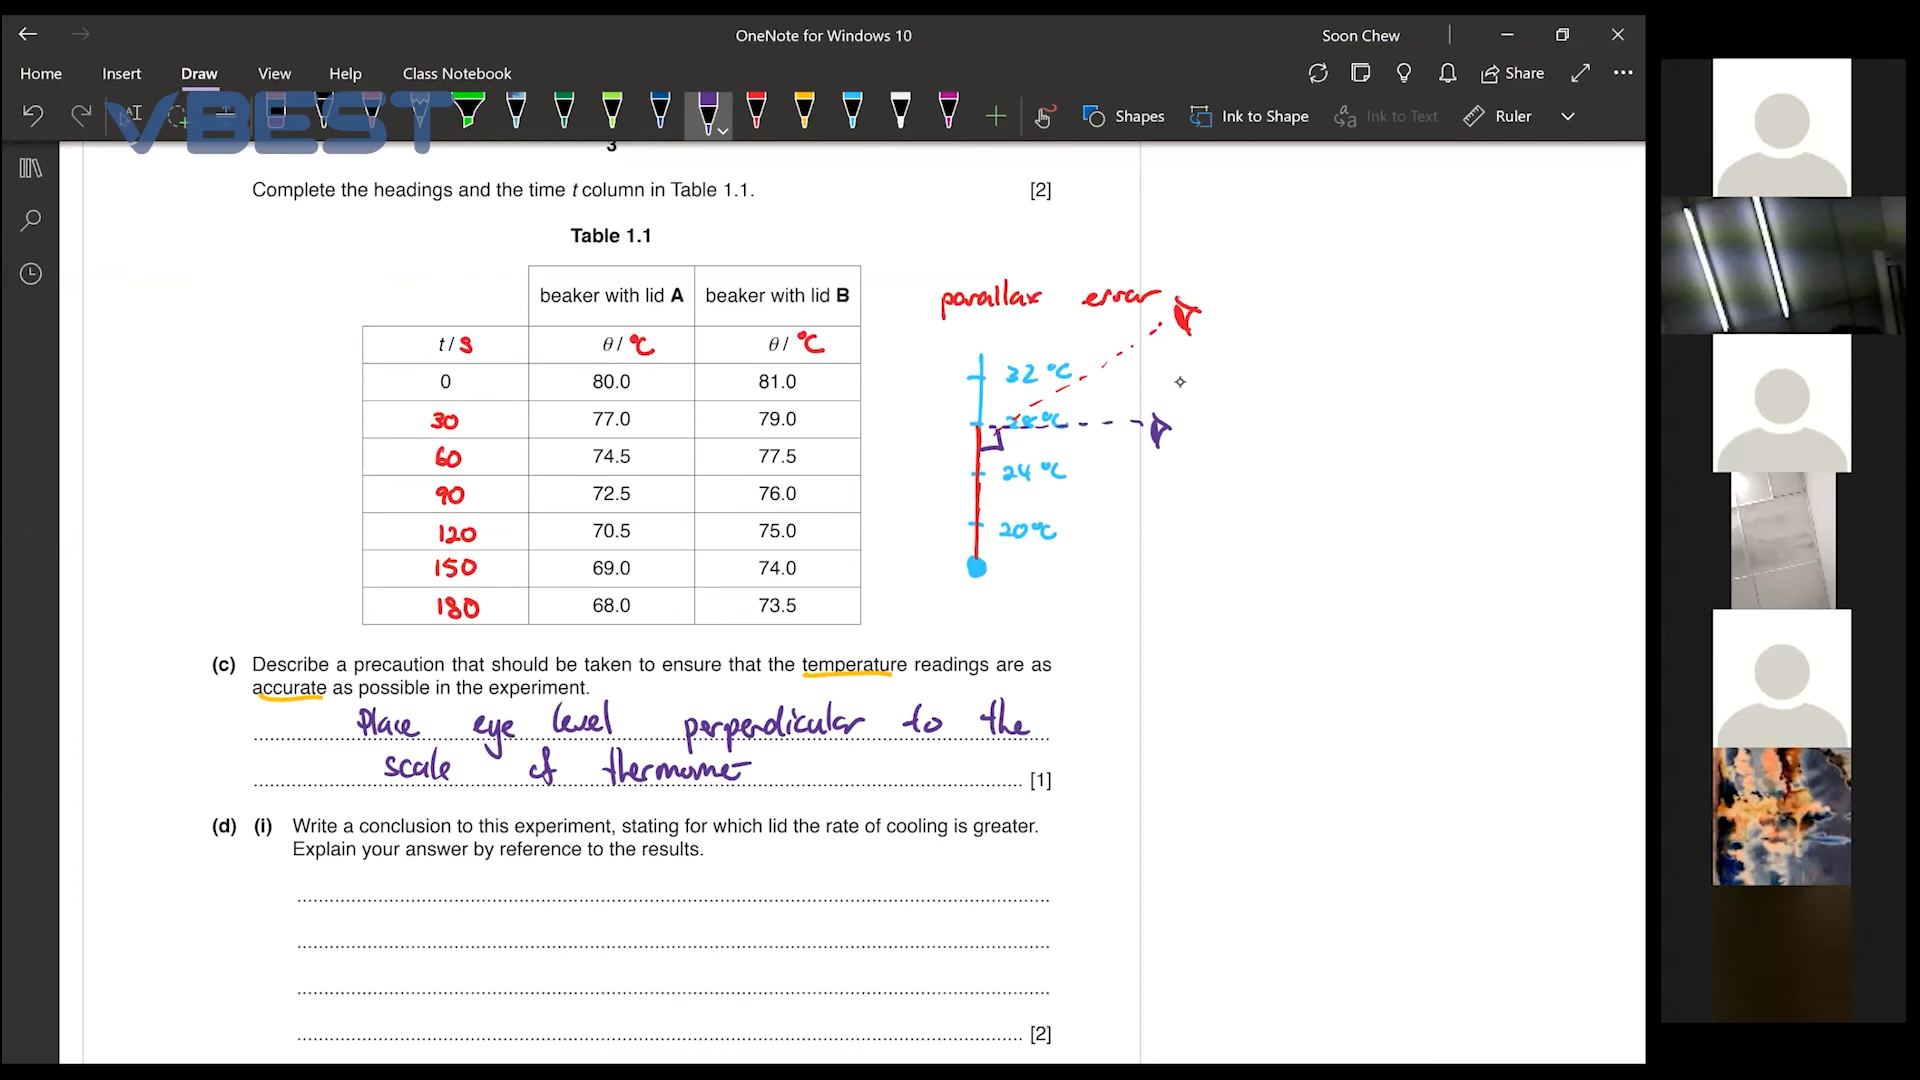 OneNote for Windows 10
Soon Chew
Home Insert Draw View Help Class Notebook
Share
VBEST
Shapes Ink to Shape Ink to Text Ruler
3
Complete the headings and the time t column in Table 1.1. [2]
Table 1.1
beaker with lid A beaker with lid B
t / s θ / °C θ / °C
0 80.0 81.0
30 77.0 79.0
60 74.5 77.5
90 72.5 76.0
120 70.5 75.0
150 69.0 74.0
180 68.0 73.5
parallax error
32 °C
28 °C
24 °C
20 °C
(c) Describe a precaution that should be taken to ensure that the temperature readings are as
accurate as possible in the experiment.
Place eye level perpendicular to the
scale of thermomet
[1]
(d) (i) Write a conclusion to this experiment, stating for which lid the rate of cooling is greater.
Explain your answer by reference to the results.
[2]